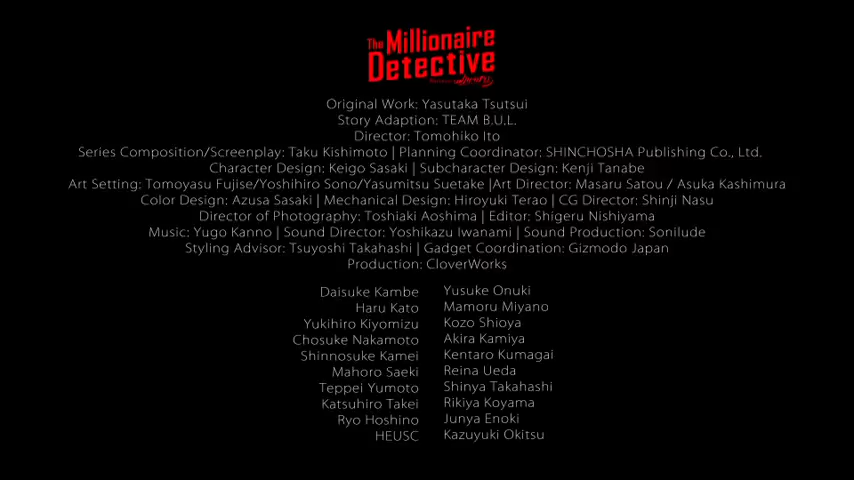 The Millionaire
Detective
Original Work: Yasutaka Tsutsui
Story Adaption: TEAM B.U.L.
Director: Tomohiko Ito
Series Composition/Screenplay: Taku Kishimoto | Planning Coordinator: SHINCHOSHA Publishing Co., Ltd.
Character Design: Keigo Sasaki | Subcharacter Design: Kenji Tanabe
Art Setting: Tomoyasu Fujise/Yoshihiro Sono/Yasumitsu Suetake |Art Director: Masaru Satou / Asuka Kashimura
Color Design: Azusa Sasaki | Mechanical Design: Hiroyuki Terao | CG Director: Shinji Nasu
Director of Photography: Toshiaki Aoshima | Editor: Shigeru Nishiyama
Music: Yugo Kanno | Sound Director: Yoshikazu Iwanami | Sound Production: Sonilude
Styling Advisor: Tsuyoshi Takahashi | Gadget Coordination: Gizmodo Japan
Production: CloverWorks
Daisuke Kambe Yusuke Onuki
Haru Kato Mamoru Miyano
Yukihiro Kiyomizu Kozo Shioya
Chosuke Nakamoto Akira Kamiya
Shinnosuke Kamei Kentaro Kumagai
Mahoro Saeki Reina Ueda
Teppei Yumoto Shinya Takahashi
Katsuhiro Takei Rikiya Koyama
Ryo Hoshino Junya Enoki
HEUSC Kazuyuki Okitsu